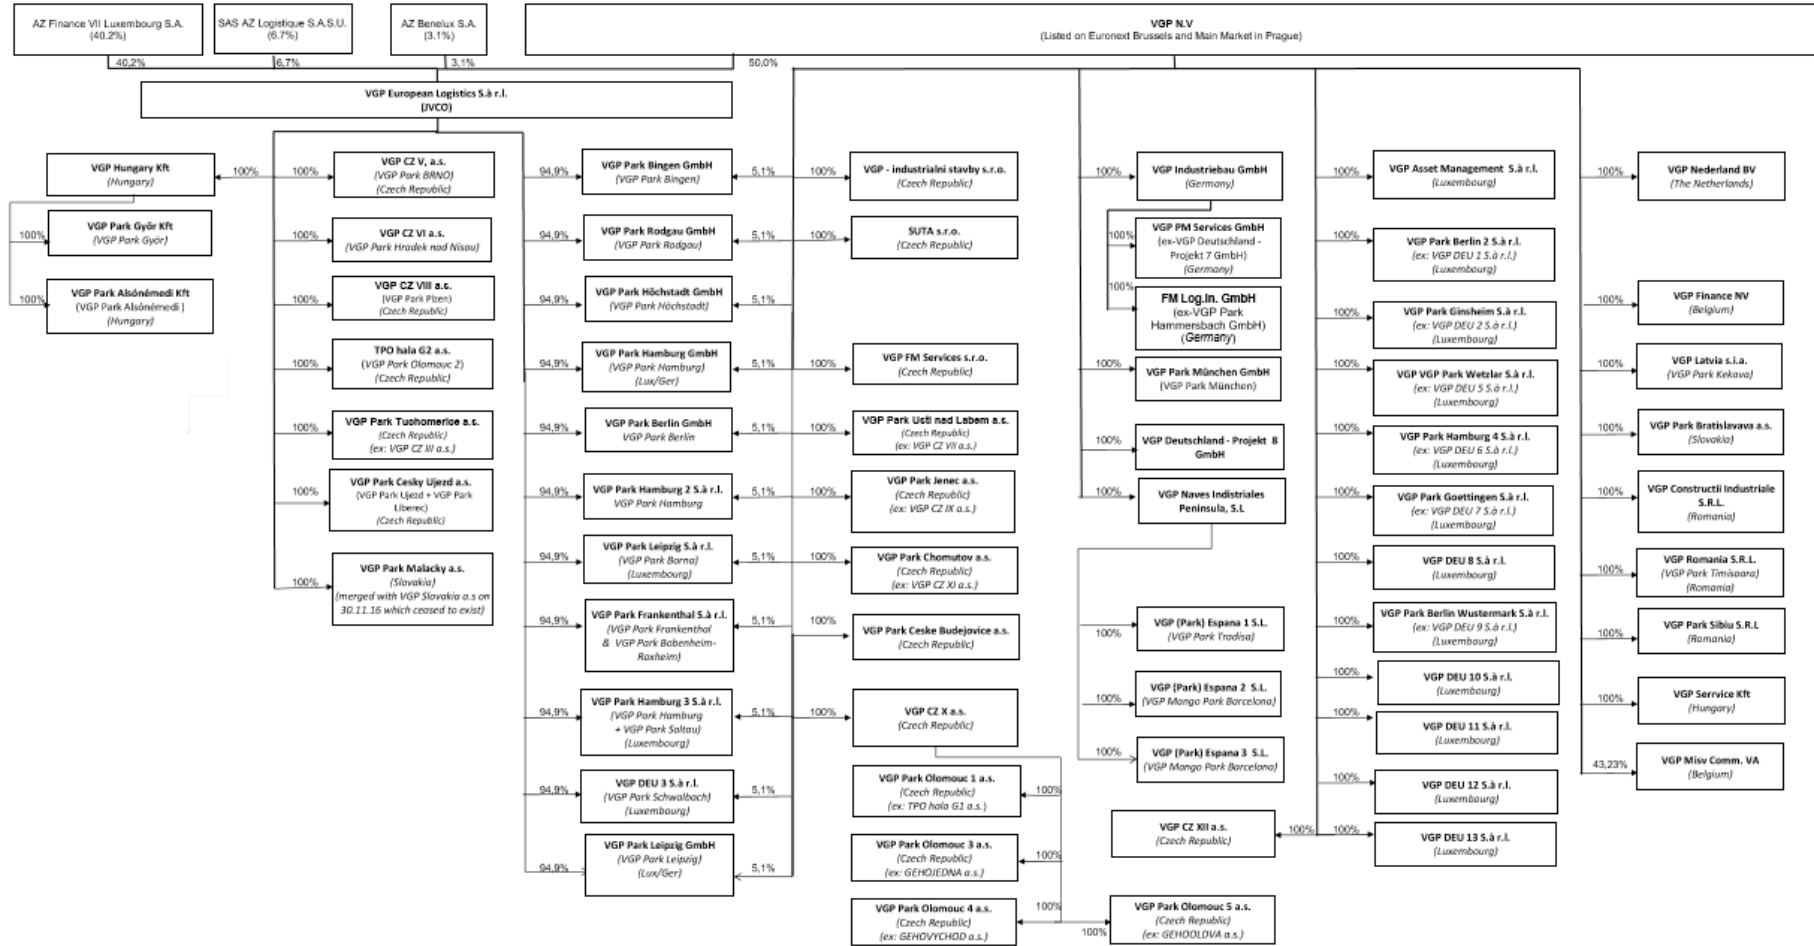 AZ Finance VII Luxembourg S.A.
(40.2%)
SAS AZ Logistique S.A.S.U.
(6.7%)
AZ Benelux S.A.
(3.1%)
VGP N.V
(Listed on Euronext Brussels and Main Market in Prague)
40,2%
6,7%
3,1%
50,0%
VGP European Logistics S.à r.l.
(JVCO)
VGP Hungary Kft
(Hungary)
100%
100%
VGP Park Györ Kft
(VGP Park Györ)
100%
VGP Park Alsónémedi Kft
(VGP Park Alsónémedi )
(Hungary)
100%
VGP CZ V, a.s.
(VGP Park BRNO)
(Czech Republic)
100%
VGP CZ VI a.s.
(VGP Park Hradek nad Nisou)
100%
VGP CZ VIII a.s.
(VGP Park Plzen)
(Czech Republic)
100%
TPO hala G2 a.s.
(VGP Park Olomouc 2)
(Czech Republic)
100%
VGP Park Tuchomerice a.s.
(Czech Republic)
(ex: VGP CZ III a.s.)
100%
VGP Park Cesky Ujezd a.s.
(VGP Park Ujezd + VGP Park
Liberec)
(Czech Republic)
100%
VGP Park Malacky a.s.
(Slovakia)
(merged with VGP Slovakia a.s on
30.11.16 which ceased to exist)
94,9%
VGP Park Bingen GmbH
(VGP Park Bingen)
5,1%
94,9%
VGP Park Rodgau GmbH
(VGP Park Rodgau)
5,1%
94,9%
VGP Park Höchstadt GmbH
(VGP Park Höchstadt)
5,1%
94,9%
VGP Park Hamburg GmbH
(VGP Park Hamburg)
(Lux/Ger)
5,1%
94,9%
VGP Park Berlin GmbH
VGP Park Berlin
5,1%
94,9%
VGP Park Hamburg 2 S.à r.l.
VGP Park Hamburg
5,1%
94,9%
VGP Park Leipzig S.à r.l.
(VGP Park Borna)
(Luxembourg)
5,1%
94,9%
VGP Park Frankenthal S.à r.l.
(VGP Park Frankenthal
& VGP Park Bobenheim-
Roxheim)
5,1%
94,9%
VGP Park Hamburg 3 S.à r.l.
(VGP Park Hamburg
+ VGP Park Soltau)
(Luxembourg)
5,1%
94,9%
VGP DEU 3 S.à r.l.
(VGP Park Schwalbach)
(Luxembourg)
5,1%
94,9%
VGP Park Leipzig GmbH
(VGP Park Leipzig)
(Lux/Ger)
5,1%
100%
VGP - industrialni stavby s.r.o.
(Czech Republic)
100%
SUTA s.r.o.
(Czech Republic)
100%
VGP FM Services s.r.o.
(Czech Republic)
100%
VGP Park Usti nad Labem a.s.
(Czech Republic)
(ex: VGP CZ VII a.s.)
100%
VGP Park Jenec a.s.
(Czech Republic)
(ex: VGP CZ IX a.s.)
100%
VGP Park Chomutov a.s.
(Czech Republic)
(ex: VGP CZ XI a.s.)
100%
VGP Park Ceske Budejovice a.s.
(Czech Republic)
100%
VGP CZ X a.s.
(Czech Republic)
VGP Park Olomouc 1 a.s.
(Czech Republic)
(ex: TPO hala G1 a.s.)
100%
VGP Park Olomouc 3 a.s.
(Czech Republic)
(ex: GEHOJEDNA a.s.)
100%
VGP Park Olomouc 4 a.s.
(Czech Republic)
(ex: GEHOVYCHOD a.s.)
100%
100%
VGP Park Olomouc 5 a.s.
(Czech Republic)
(ex: GEHOOLDVA a.s.)
100%
VGP Industriebau GmbH
(Germany)
100%
VGP PM Services GmbH
(ex-VGP Deutschland -
Projekt 7 GmbH)
(Germany)
100%
FM Log.In. GmbH
(ex-VGP Park
Hammersbach GmbH)
(Germany)
100%
VGP Park München GmbH
(VGP Park München)
100%
VGP Deutschland - Projekt 8
GmbH
100%
VGP Naves Indistriales
Peninsula, S.L
100%
VGP (Park) Espana 1 S.L.
(VGP Park Tradisa)
100%
VGP (Park) Espana 2 S.L.
(VGP Mango Park Barcelona)
100%
VGP (Park) Espana 3 S.L.
(VGP Mango Park Barcelona)
VGP CZ XII a.s.
(Czech Republic)
100%
100%
VGP Asset Management S.à r.l.
(Luxembourg)
100%
VGP Park Berlin 2 S.à r.l.
(ex: VGP DEU 1 S.à r.l.)
(Luxembourg)
100%
VGP Park Ginsheim S.à r.l.
(ex: VGP DEU 2 S.à r.l.)
(Luxembourg)
100%
VGP VGP Park Wetzlar S.à r.l.
(ex: VGP DEU 5 S.à r.l.)
(Luxembourg)
100%
VGP Park Hamburg 4 S.à r.l.
(ex: VGP DEU 6 S.à r.l.)
(Luxembourg)
100%
VGP Park Goettingen S.à r.l.
(ex: VGP DEU 7 S.à r.l.)
(Luxembourg)
100%
VGP DEU 8 S.à r.l.
(Luxembourg)
100%
VGP Park Berlin Wustermark S.à r.l.
(ex: VGP DEU 9 S.à r.l.)
(Luxembourg)
100%
VGP DEU 10 S.à r.l.
(Luxembourg)
100%
VGP DEU 11 S.à r.l.
(Luxembourg)
100%
VGP DEU 12 S.à r.l.
(Luxembourg)
100%
VGP DEU 13 S.à r.l.
(Luxembourg)
100%
VGP Nederland BV
(The Netherlands)
100%
VGP Finance NV
(Belgium)
100%
VGP Latvia s.i.a.
(VGP Park Kekava)
100%
VGP Park Bratislavava a.s.
(Slovakia)
100%
VGP Constructii Industriale
S.R.L.
(Romania)
100%
VGP Romania S.R.L.
(VGP Park Timisoara)
(Romania)
100%
VGP Park Sibiu S.R.L
(Romania)
100%
VGP Serrvice Kft
(Hungary)
43,23%
VGP Misv Comm. VA
(Belgium)